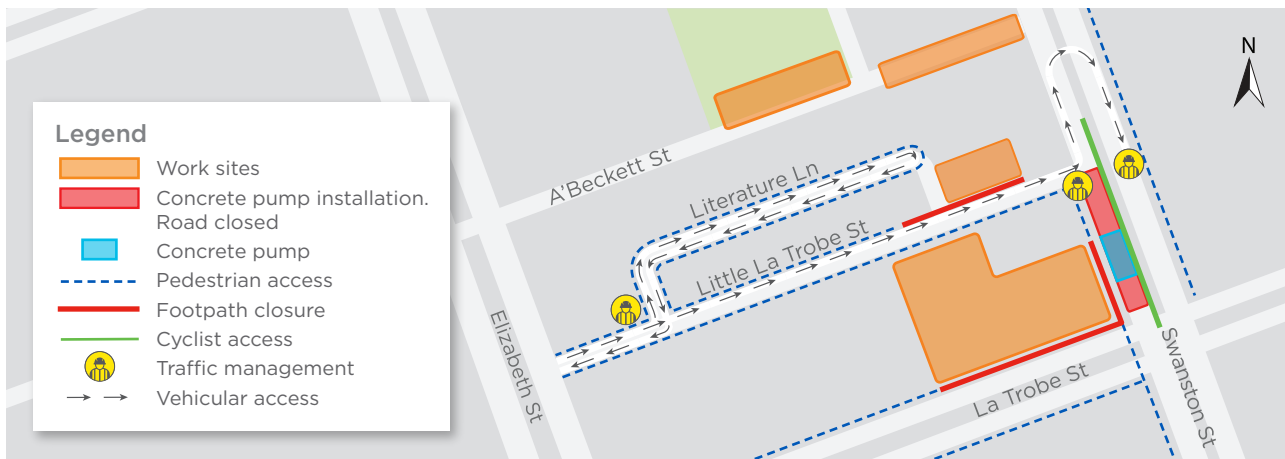 N
Legend
Work sites
Concrete pump installation.
Road closed
Concrete pump
Pedestrian access
Footpath closure
Cyclist access
Traffic management
Vehicular access
A'Beckett St
Literature Ln
Little La Trobe St
Elizabeth St
La Trobe St
Swanston St